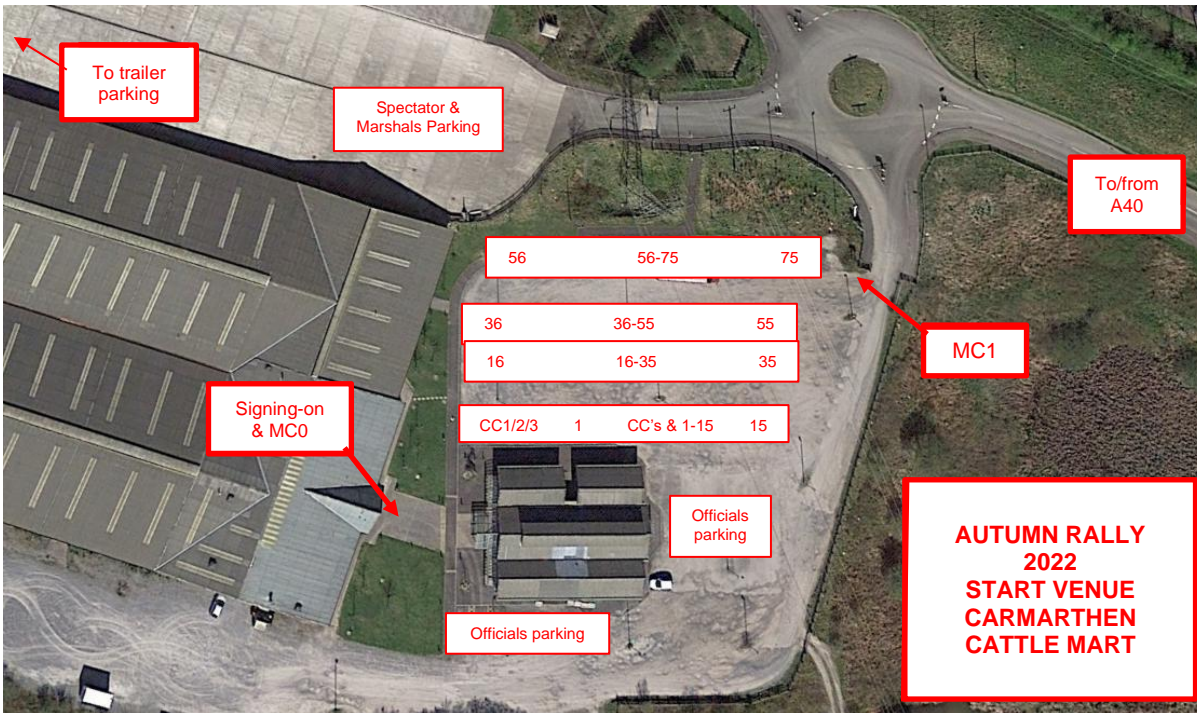 To trailer
parking
Spectator &
Marshals Parking
To/from
A40
56 56-75 75
36 36-55 55
MC1
16 16-35 35
Signing-on
& MC0
CC1/2/3 1 CC's & 1-15 15
Officials
parking
Officials parking
AUTUMN RALLY
2022
START VENUE
CARMARTHEN
CATTLE MART